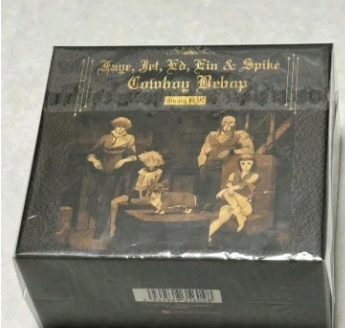 Faye, Jet, Ed, Ein & Spike
Cowboy Bebop